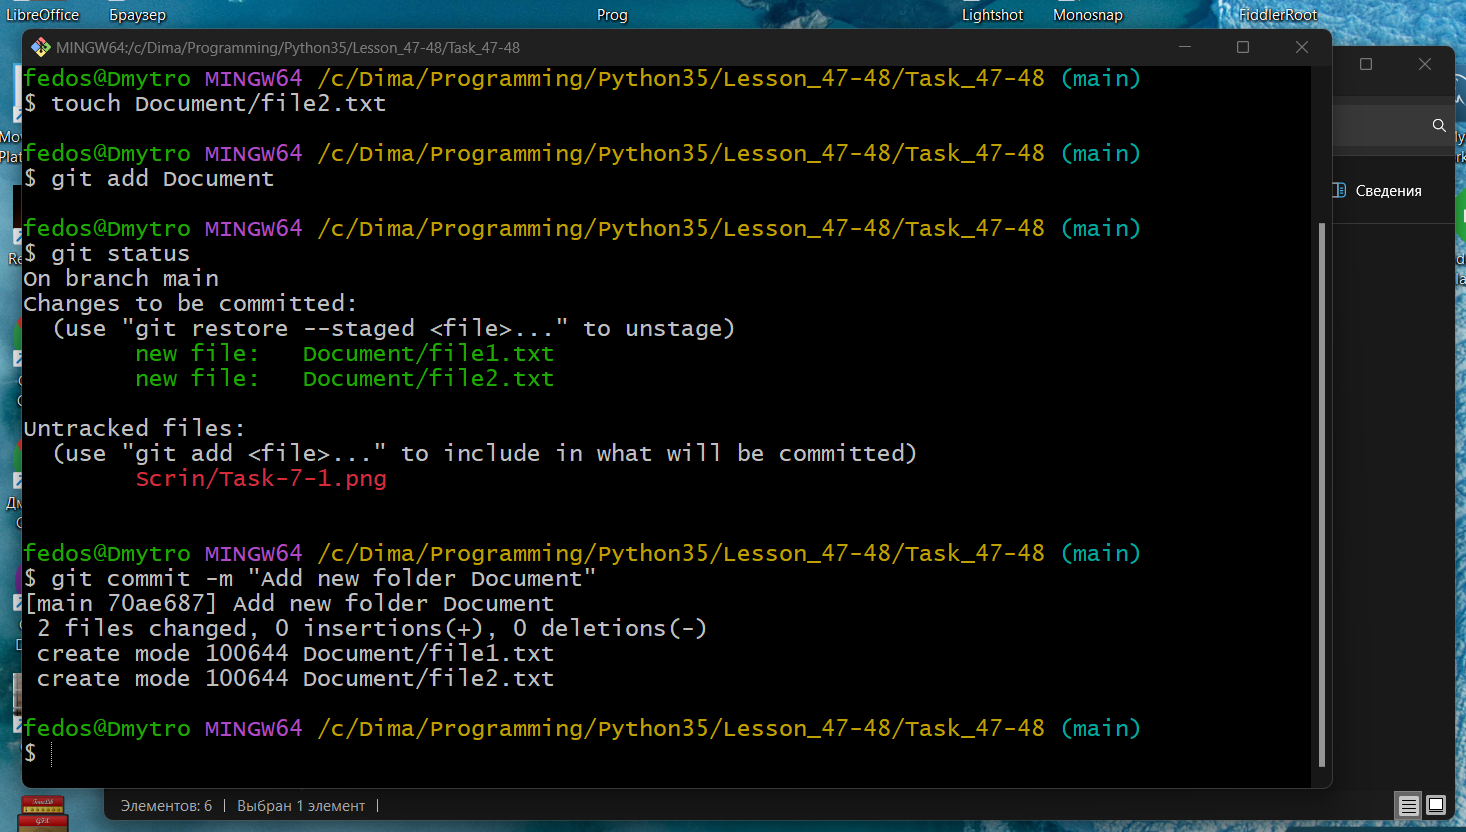 LibreOffice
Браузер
Prog
Lightshot
Monosnap
FiddlerRoot
MINGW64:/c/Dima/Programming/Python35/Lesson_47-48/Task_47-48
fedos@Dmytro MINGW64 /c/Dima/Programming/Python35/Lesson_47-48/Task_47-48 (main)
$ touch Document/file2.txt
fedos@Dmytro MINGW64 /c/Dima/Programming/Python35/Lesson_47-48/Task_47-48 (main)
$ git add Document
fedos@Dmytro MINGW64 /c/Dima/Programming/Python35/Lesson_47-48/Task_47-48 (main)
$ git status
On branch main
Changes to be committed:
(use "git restore --staged <file>..." to unstage)
new file:   Document/file1.txt
new file:   Document/file2.txt
Untracked files:
(use "git add <file>..." to include in what will be committed)
Scrin/Task-7-1.png
fedos@Dmytro MINGW64 /c/Dima/Programming/Python35/Lesson_47-48/Task_47-48 (main)
$ git commit -m "Add new folder Document"
[main 70ae687] Add new folder Document
2 files changed, 0 insertions(+), 0 deletions(-)
create mode 100644 Document/file1.txt
create mode 100644 Document/file2.txt
fedos@Dmytro MINGW64 /c/Dima/Programming/Python35/Lesson_47-48/Task_47-48 (main)
$
Сведения
Элементов: 6
Выбран 1 элемент